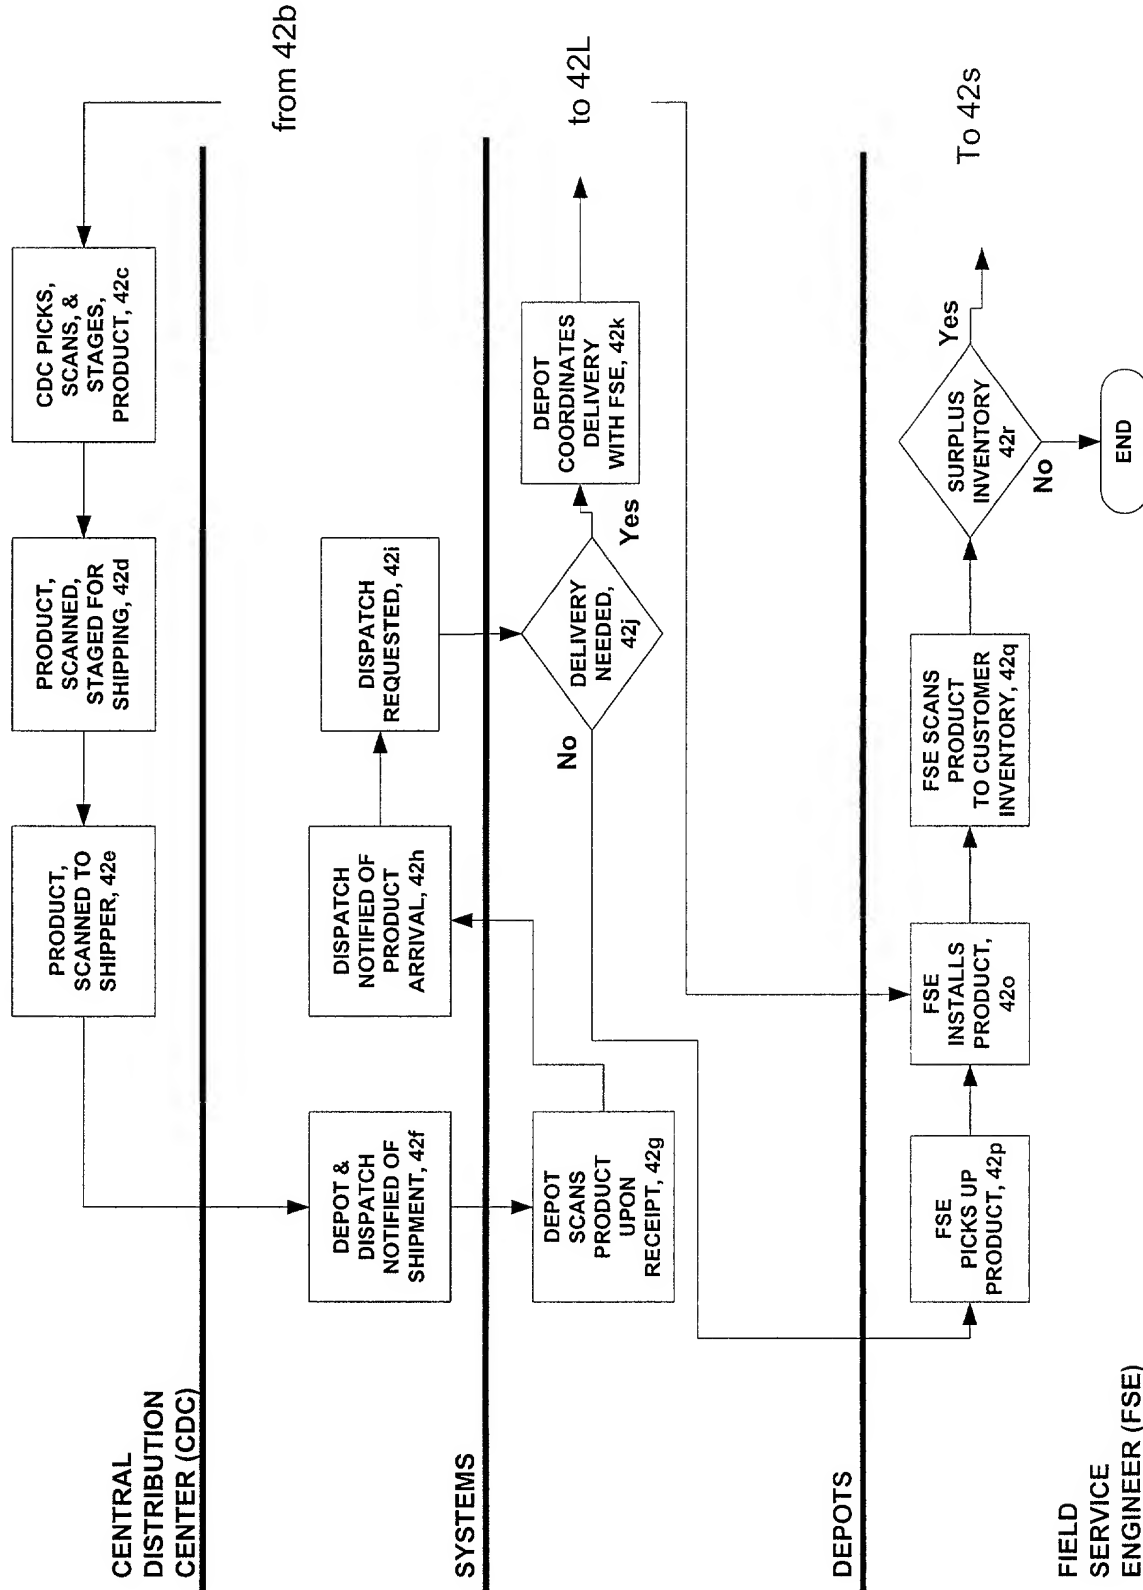 CENTRAL
DISTRIBUTION
CENTER (CDC)
from 42b
CDC PICKS,
SCANS, &
STAGES,
PRODUCT, 42c
PRODUCT,
SCANNED,
STAGED FOR
SHIPPING, 42d
PRODUCT,
SCANNED TO
SHIPPER, 42e
SYSTEMS
DEPOT &
DISPATCH
NOTIFIED OF
SHIPMENT, 42f
DISPATCH
NOTIFIED OF
PRODUCT
ARRIVAL, 42h
DISPATCH
REQUESTED, 42i
DEPOTS
DEPOT
SCANS
PRODUCT
UPON
RECEIPT, 42g
No
DELIVERY
NEEDED,
42j
Yes
DEPOT
COORDINATES
DELIVERY
WITH FSE, 42k
to 42L
FIELD
SERVICE
ENGINEER (FSE)
FSE
PICKS UP
PRODUCT, 42p
FSE
INSTALLS
PRODUCT,
42o
FSE SCANS
PRODUCT
TO CUSTOMER
INVENTORY, 42q
SURPLUS
INVENTORY
42r
Yes
To 42s
No
END